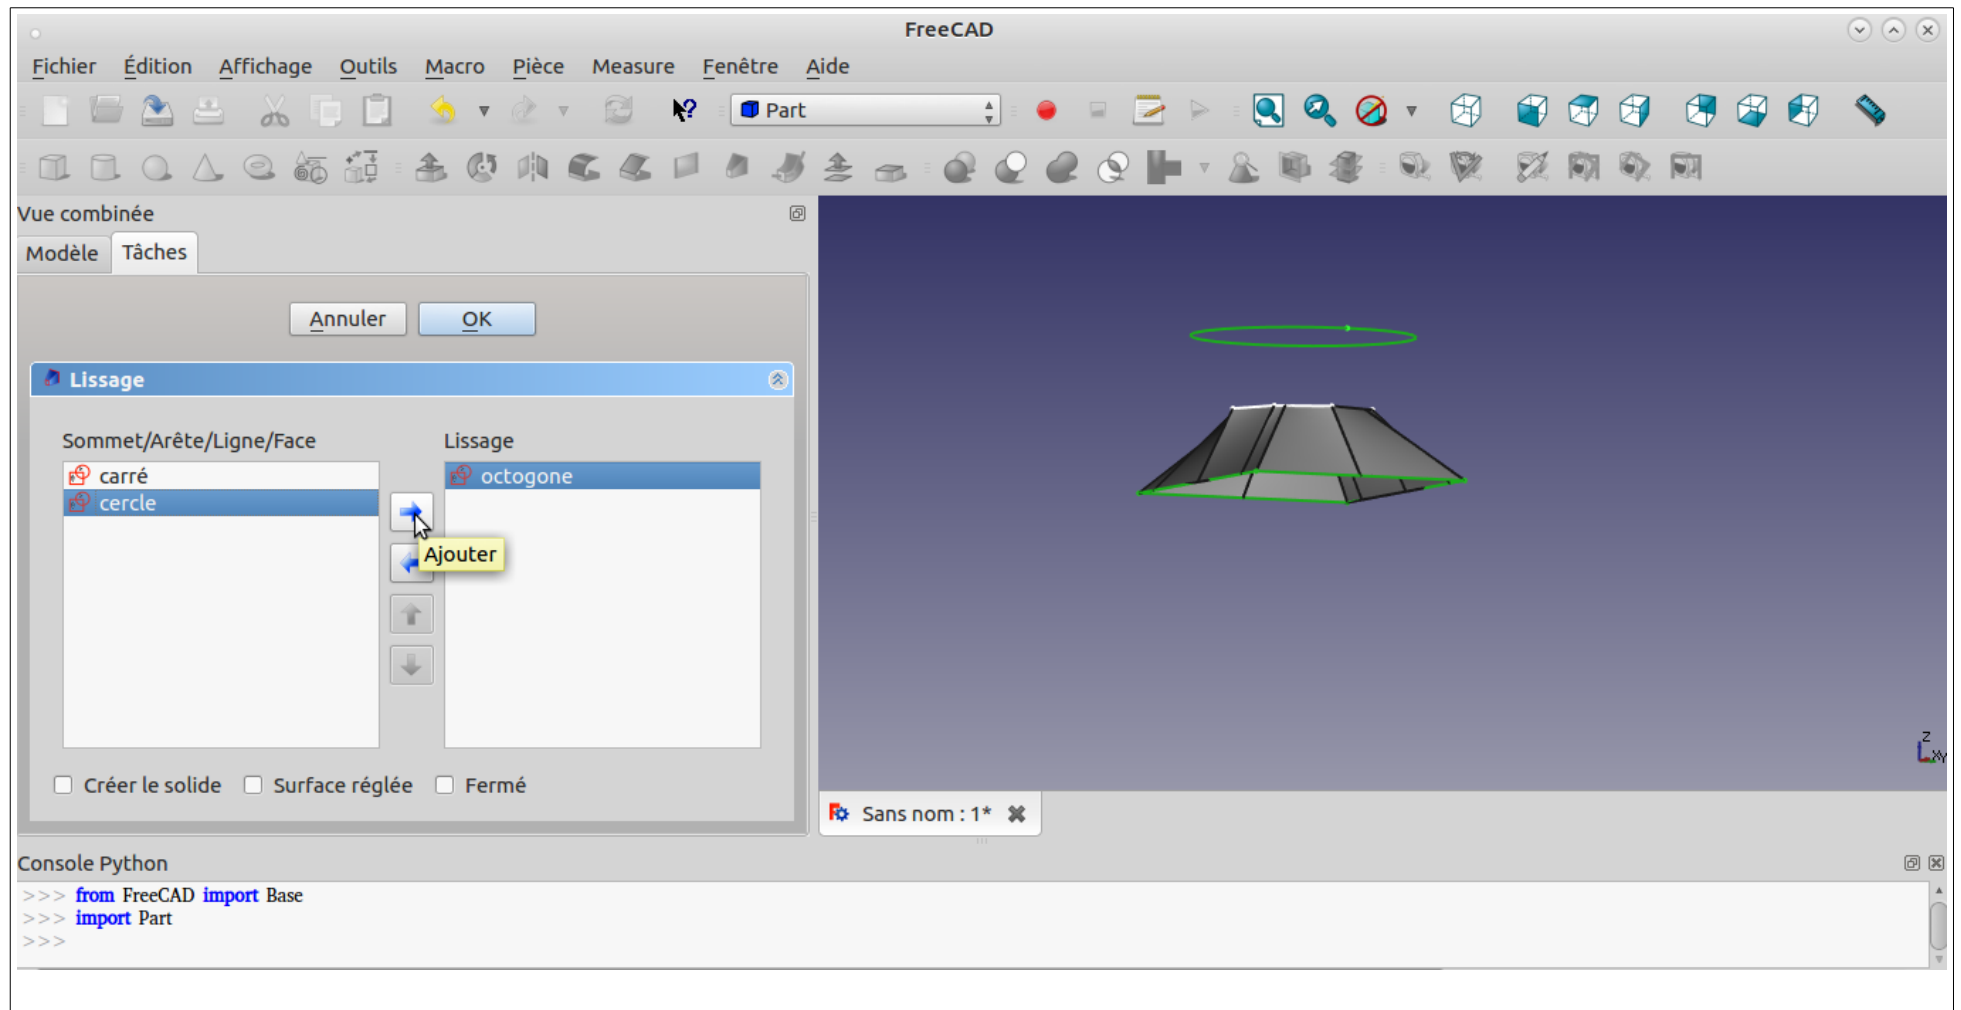 FreeCAD
Fichier Édition Affichage Outils Macro Pièce Measure Fenêtre Aide
Part
Vue combinée
Modèle Tâches
Annuler OK
Lissage
Sommet/Arête/Ligne/Face Lissage
carré octogone
cercle
Ajouter
Créer le solide Surface réglée Fermé
Z
XY
Sans nom : 1*
Console Python
>>> from FreeCAD import Base
>>> import Part
>>>